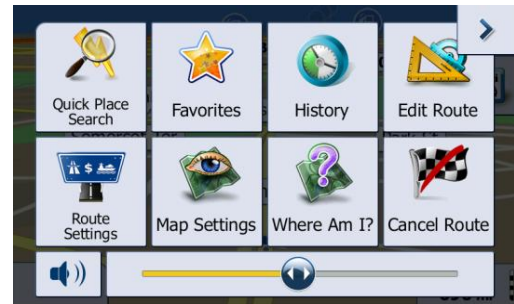 Quick Place
Search
Favorites
History
Edit Route
Route
Settings
Map Settings
Where Am I?
Cancel Route